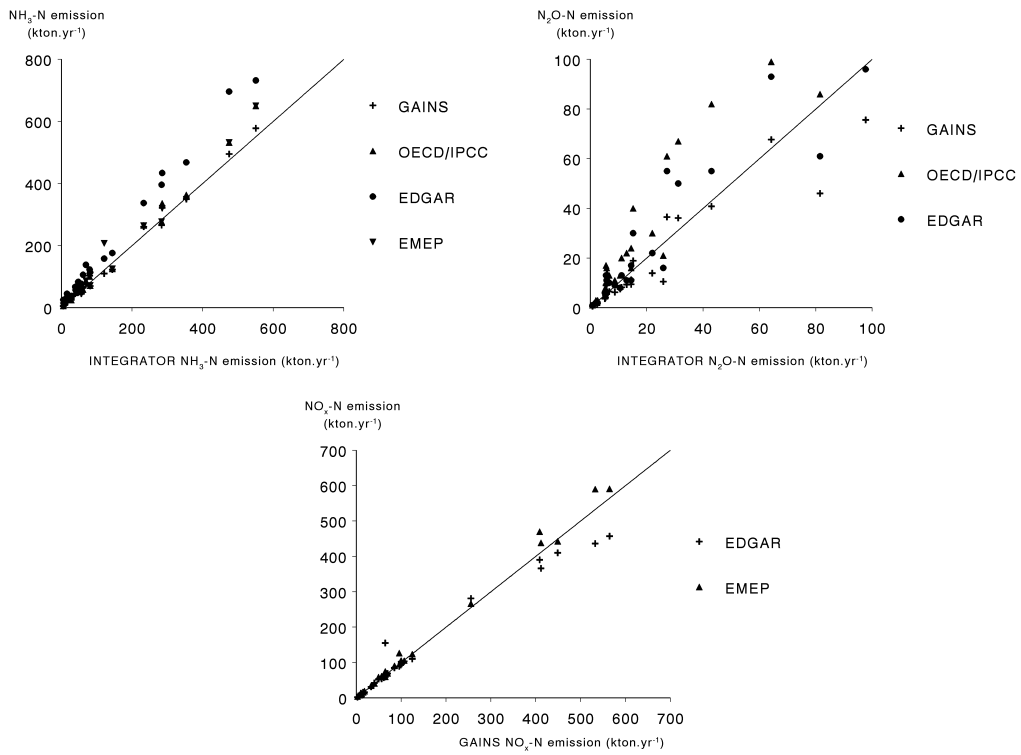 NH₃-N emission
(kton.yr⁻¹)
800
600
400
200
0
0 200 400 600 800
INTEGRATOR NH₃-N emission (kton.yr⁻¹)
GAINS
OECD/IPCC
EDGAR
EMEP
N₂O-N emission
(kton.yr⁻¹)
100
80
60
40
20
0
0 20 40 60 80 100
INTEGRATOR N₂O-N emission (kton.yr⁻¹)
GAINS
OECD/IPCC
EDGAR
NOₓ-N emission
(kton.yr⁻¹)
700
600
500
400
300
200
100
0
0 100 200 300 400 500 600 700
GAINS NOₓ-N emission (kton.yr⁻¹)
EDGAR
EMEP